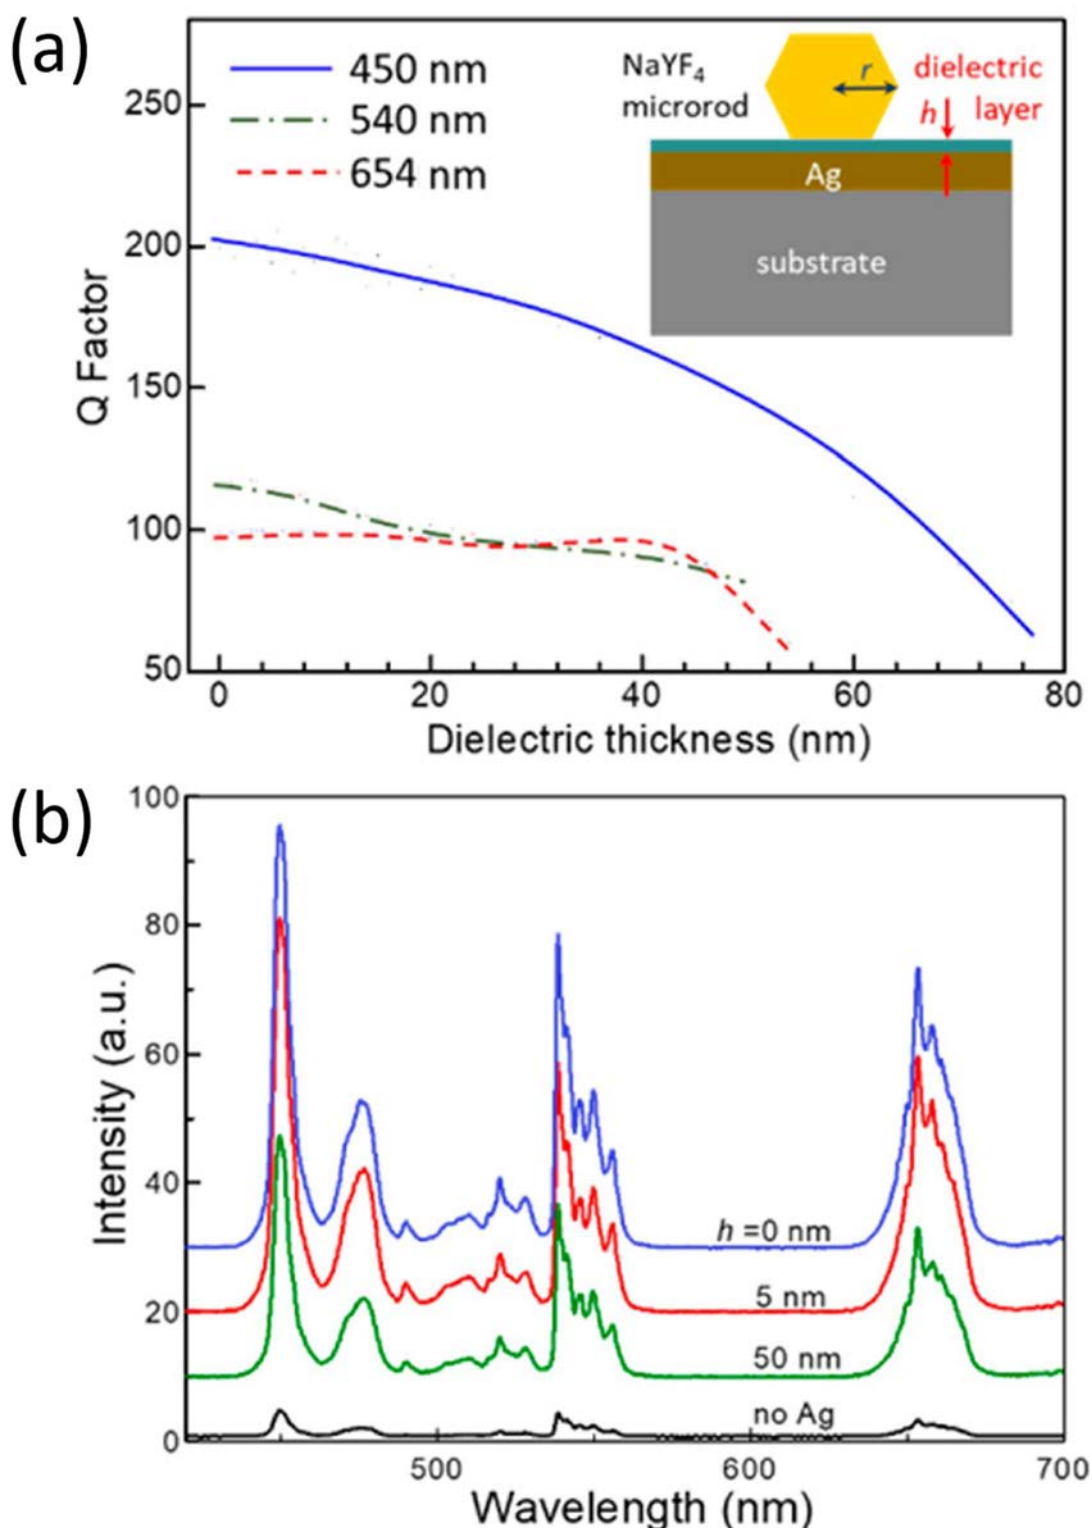 (a)
450 nm
540 nm
654 nm
NaYF4
microrod
r
dielectric
layer
h
Ag
substrate
250
200
150
100
50
Q Factor
0 20 40 60 80
Dielectric thickness (nm)
(b)
100
80
60
40
20
0
Intensity (a.u.)
h =0 nm
5 nm
50 nm
no Ag
500 600 700
Wavelength (nm)